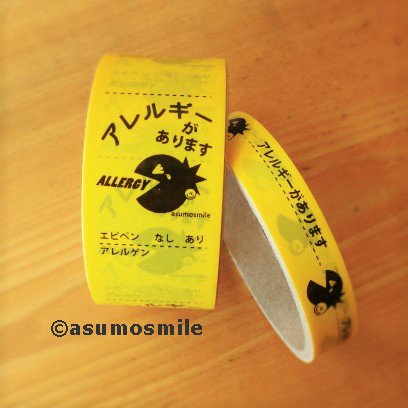 アレルギー
が
あります
ALLERGY
asumosmile
エピペン なし あり
アレルゲン
アレルギーがあります
©asumosmile